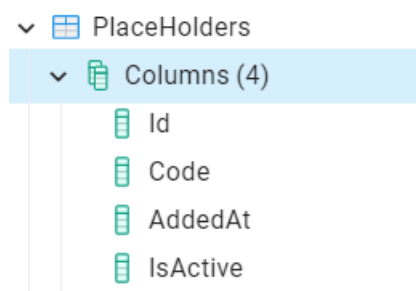 PlaceHolders
Columns (4)
Id
Code
AddedAt
IsActive